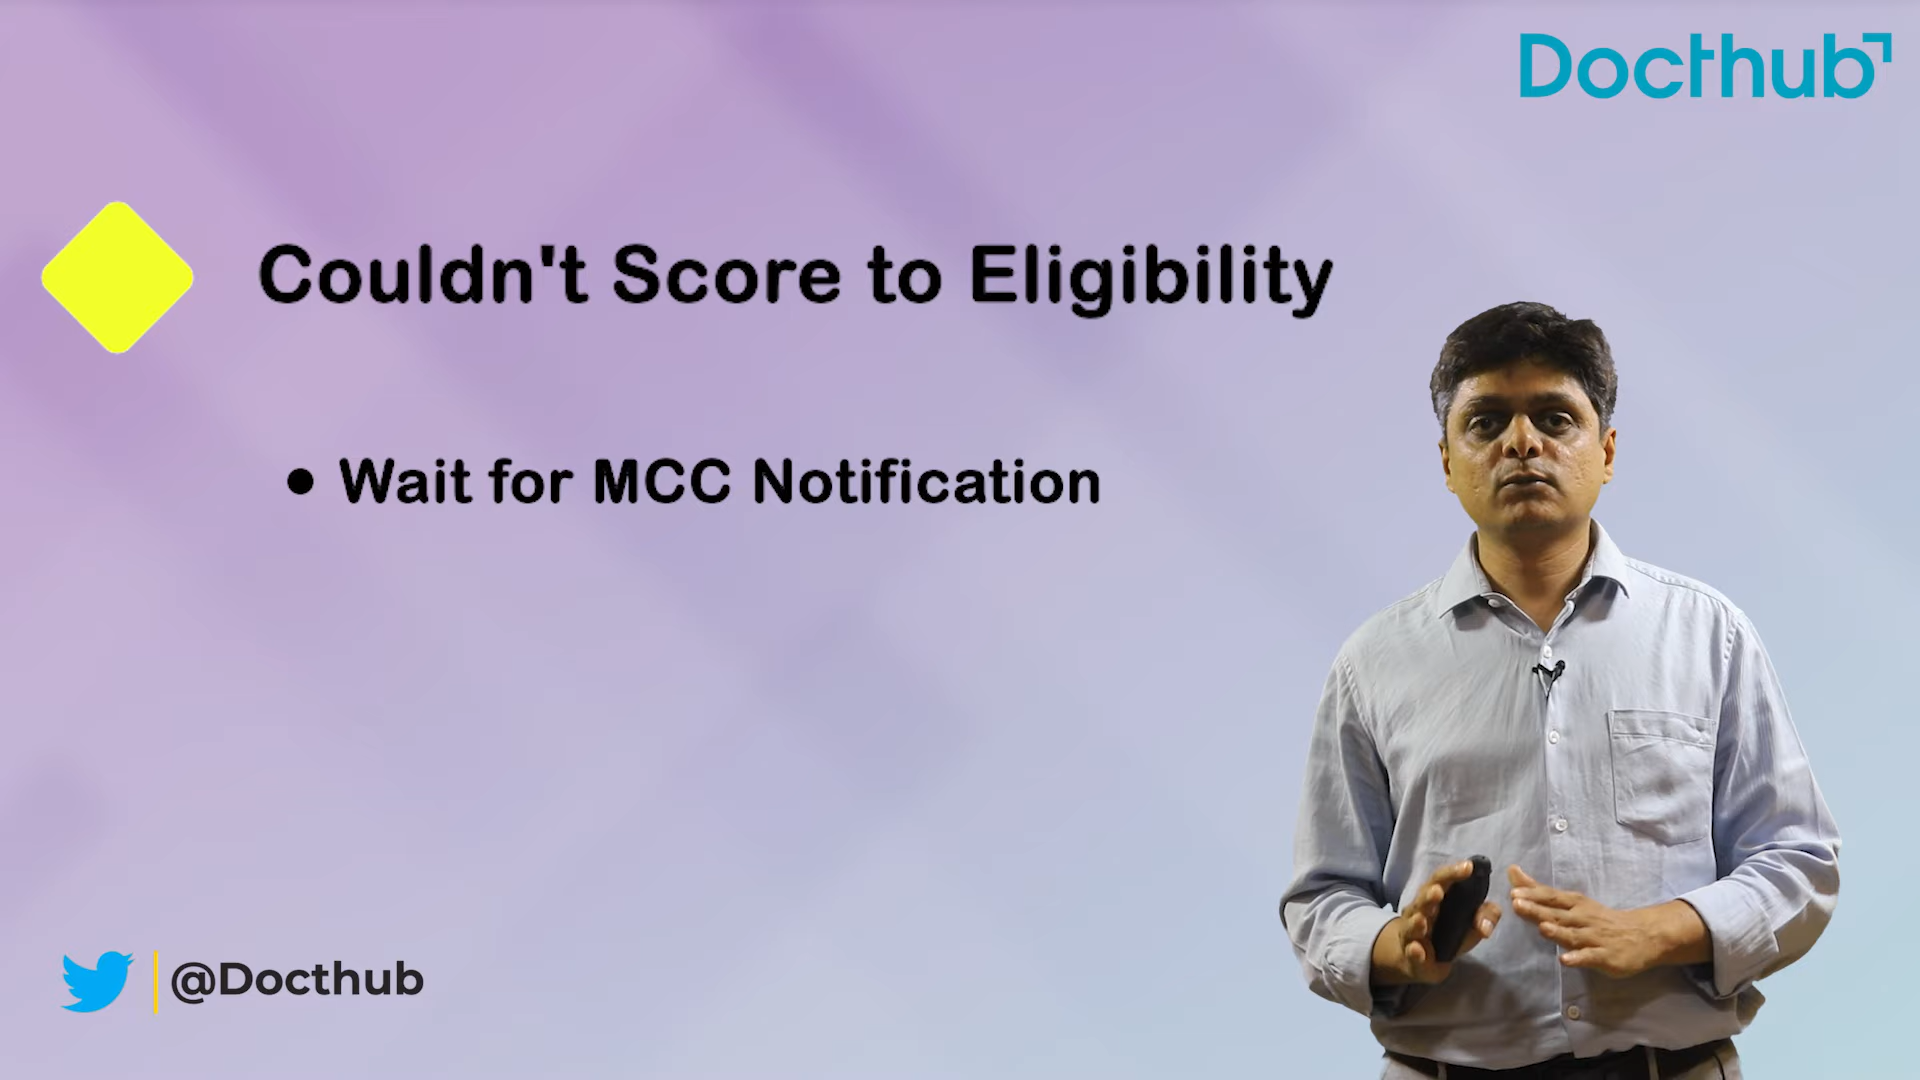 Docthub
Couldn't Score to Eligibility
• Wait for MCC Notification
@Docthub